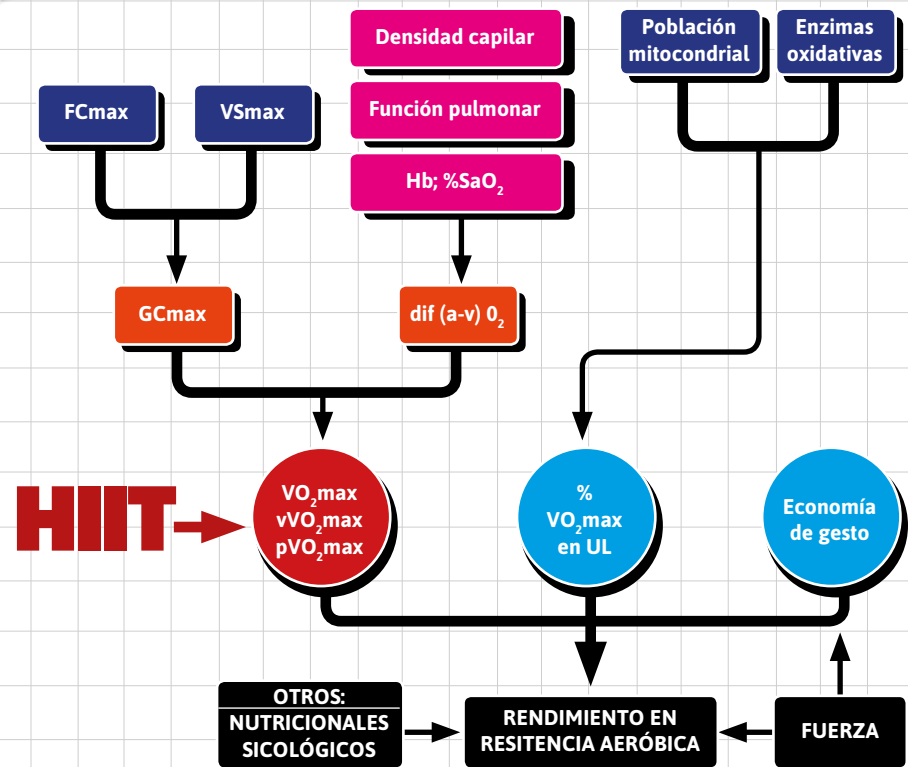 Densidad capilar
Población
mitocondrial
Enzimas
oxidativas
FCmax
VSmax
Función pulmonar
Hb; %SaO₂
GCmax
dif (a-v) 0₂
HIIT
VO₂max
vVO₂max
pVO₂max
%
VO₂max
en UL
Economía
de gesto
OTROS:
NUTRICIONALES
SICOLÓGICOS
RENDIMIENTO EN
RESITENCIA AERÓBICA
FUERZA